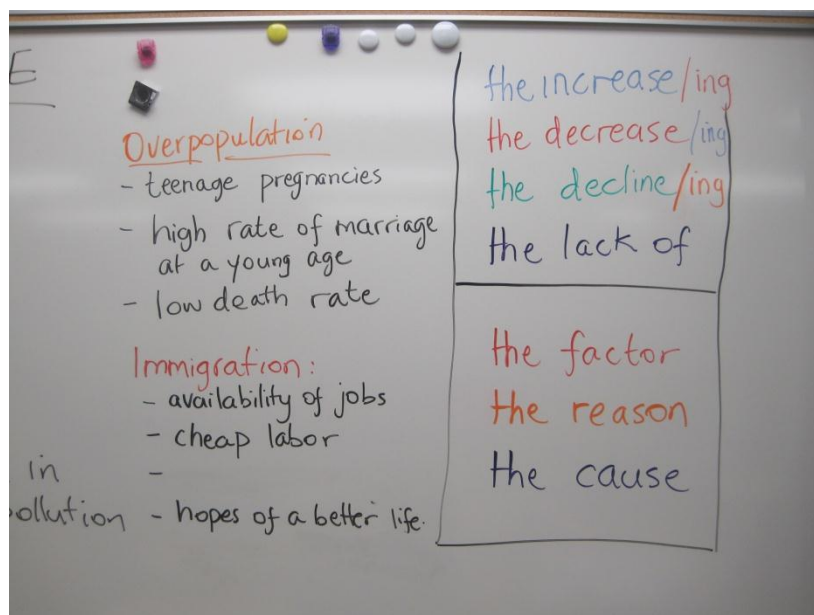 E
Overpopulation
- teenage pregnancies
- high rate of marriage
at a young age
- low death rate
Immigration:
- availability of jobs
- cheap labor
-
- hopes of a better life.
in
ollution
the increase/ing
the decrease/ing
the decline/ing
the lack of
the factor
the reason
the cause